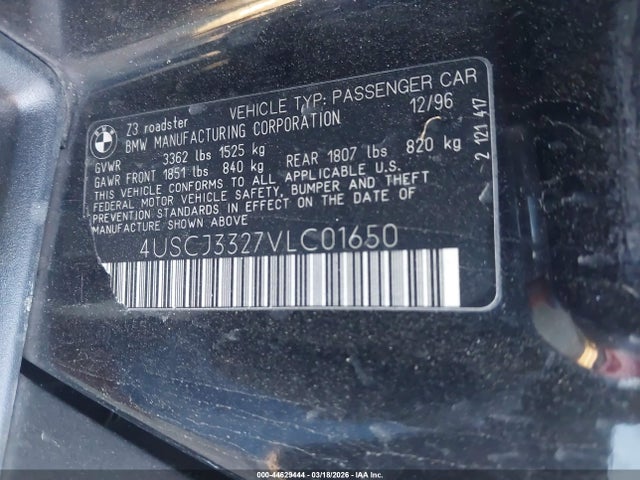 BMW
Z3 roadster VEHICLE TYP: PASSENGER CAR
BMW MANUFACTURING CORPORATION 12/96
GVWR 3362 lbs 1525 kg
GAWR FRONT 1851 lbs 840 kg REAR 1807 lbs 820 kg
THIS VEHICLE CONFORMS TO ALL APPLICABLE U.S.
FEDERAL MOTOR VEHICLE SAFETY, BUMPER AND THEFT
PREVENTION STANDARDS IN EFFECT ON THE DATE OF
MANUFACTURE SHOWN ABOVE
4USCJ3327VLC01650
2 121 417
000-44629444 - 03/18/2026 - IAA Inc.